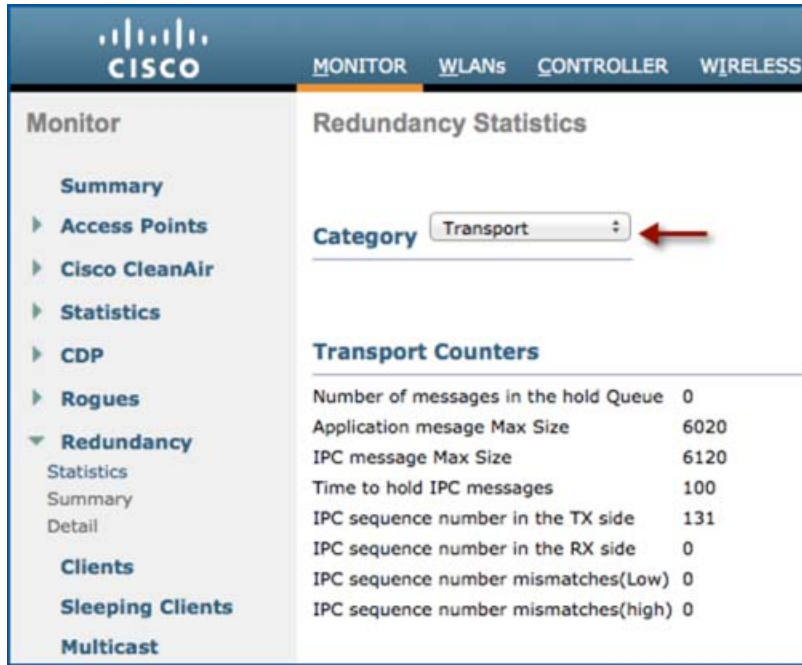 CISCO
MONITOR WLANs CONTROLLER WIRELESS
Monitor
Summary
Access Points
Cisco CleanAir
Statistics
CDP
Rogues
Redundancy
Statistics
Summary
Detail
Clients
Sleeping Clients
Multicast
Redundancy Statistics
Category Transport
Transport Counters
Number of messages in the hold Queue 0
Application mesage Max Size 6020
IPC message Max Size 6120
Time to hold IPC messages 100
IPC sequence number in the TX side 131
IPC sequence number in the RX side 0
IPC sequence number mismatches(Low) 0
IPC sequence number mismatches(high) 0